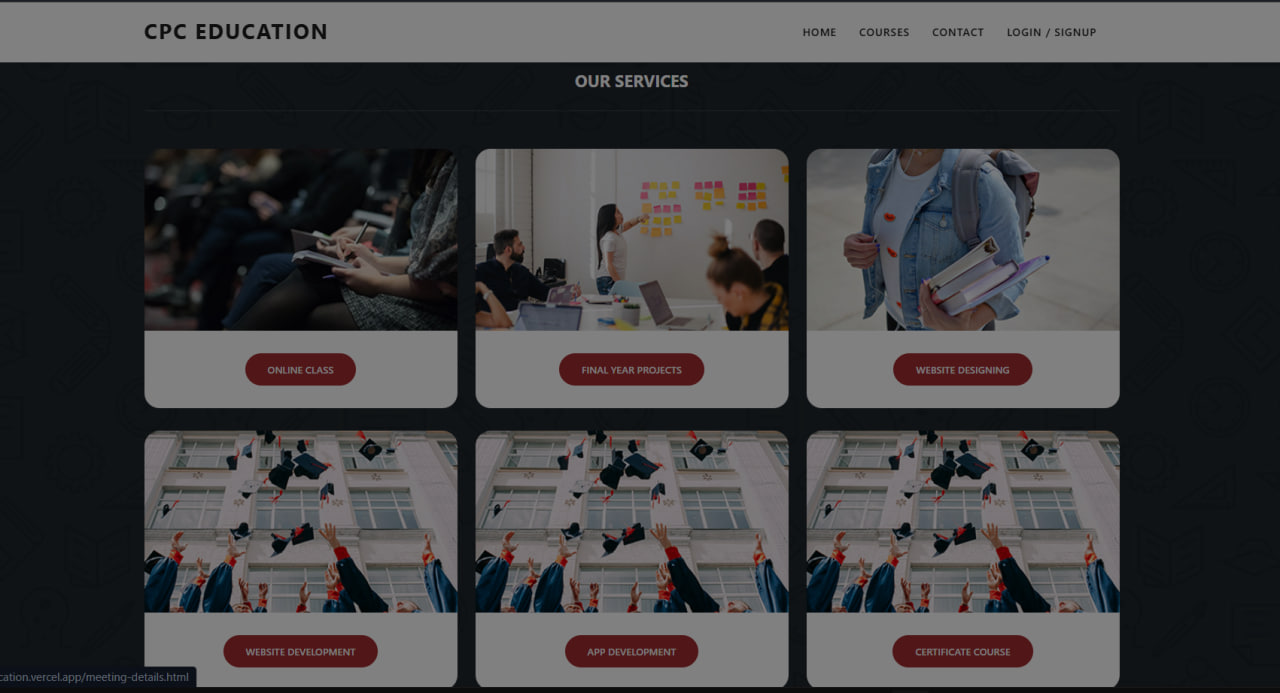 CPC EDUCATION
HOME COURSES CONTACT LOGIN / SIGNUP
OUR SERVICES
ONLINE CLASS
FINAL YEAR PROJECTS
WEBSITE DESIGNING
WEBSITE DEVELOPMENT
APP DEVELOPMENT
CERTIFICATE COURSE
cation.vercel.app/meeting-details.html